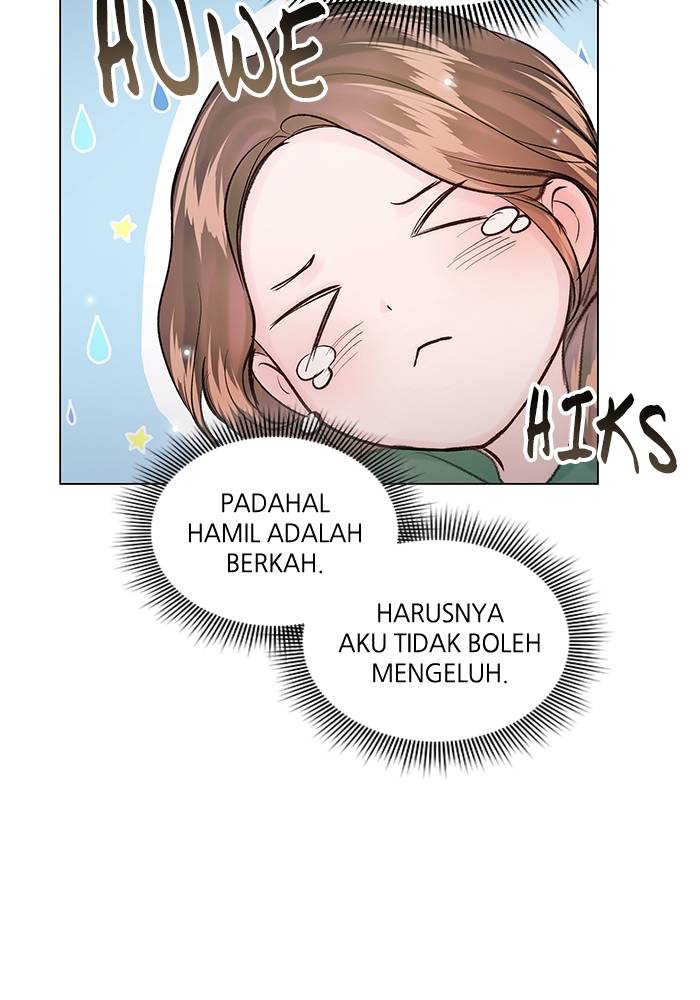 HUWE
HIKS
PADAHAL
HAMIL ADALAH
BERKAH.
HARUSNYA
AKU TIDAK BOLEH
MENGELUH.